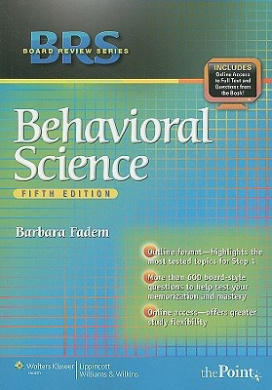 BRS
BOARD REVIEW SERIES
INCLUDES
Online Access
to Full Text and
Questions from
the Book!
Behavioral
Science
FIFTH EDITION
Barbara Fadem
Outline format—highlights the
most tested topics for Step 1
More than 600 board-style
questions to help test your
memorization and mastery
Online access—offers greater
study flexibility
Wolters Kluwer
Health
Lippincott
Williams & Wilkins
thePoint